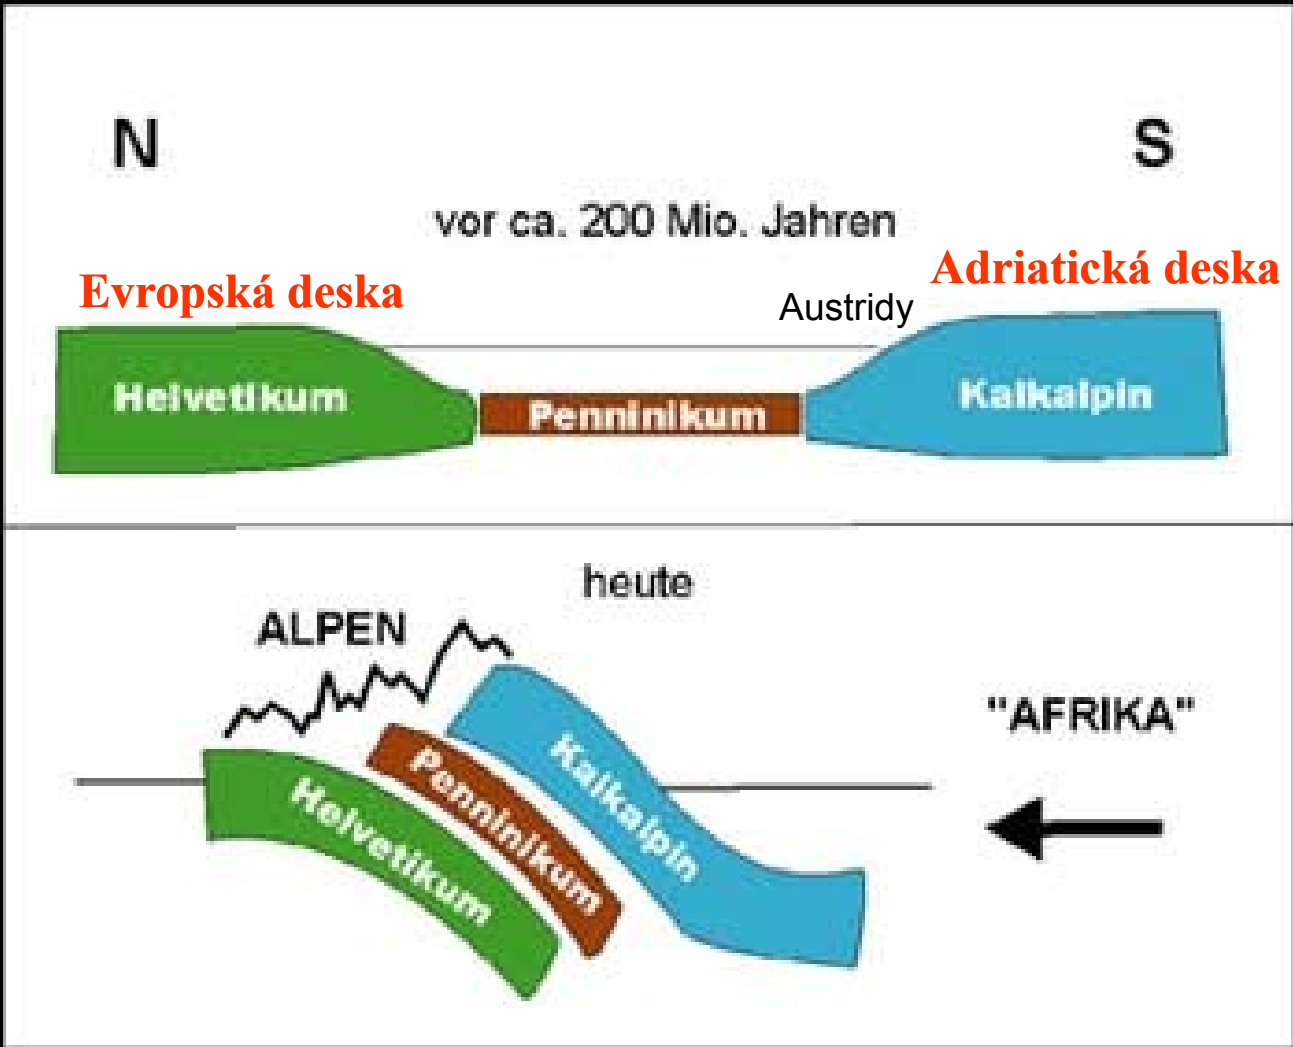 N
S
vor ca. 200 Mio. Jahren
Evropská deska
Adriatická deska
Austridy
Helvetikum
Penninikum
Kalkalpin
heute
ALPEN
"AFRIKA"
Helvetikum
Penninikum
Kalkalpin